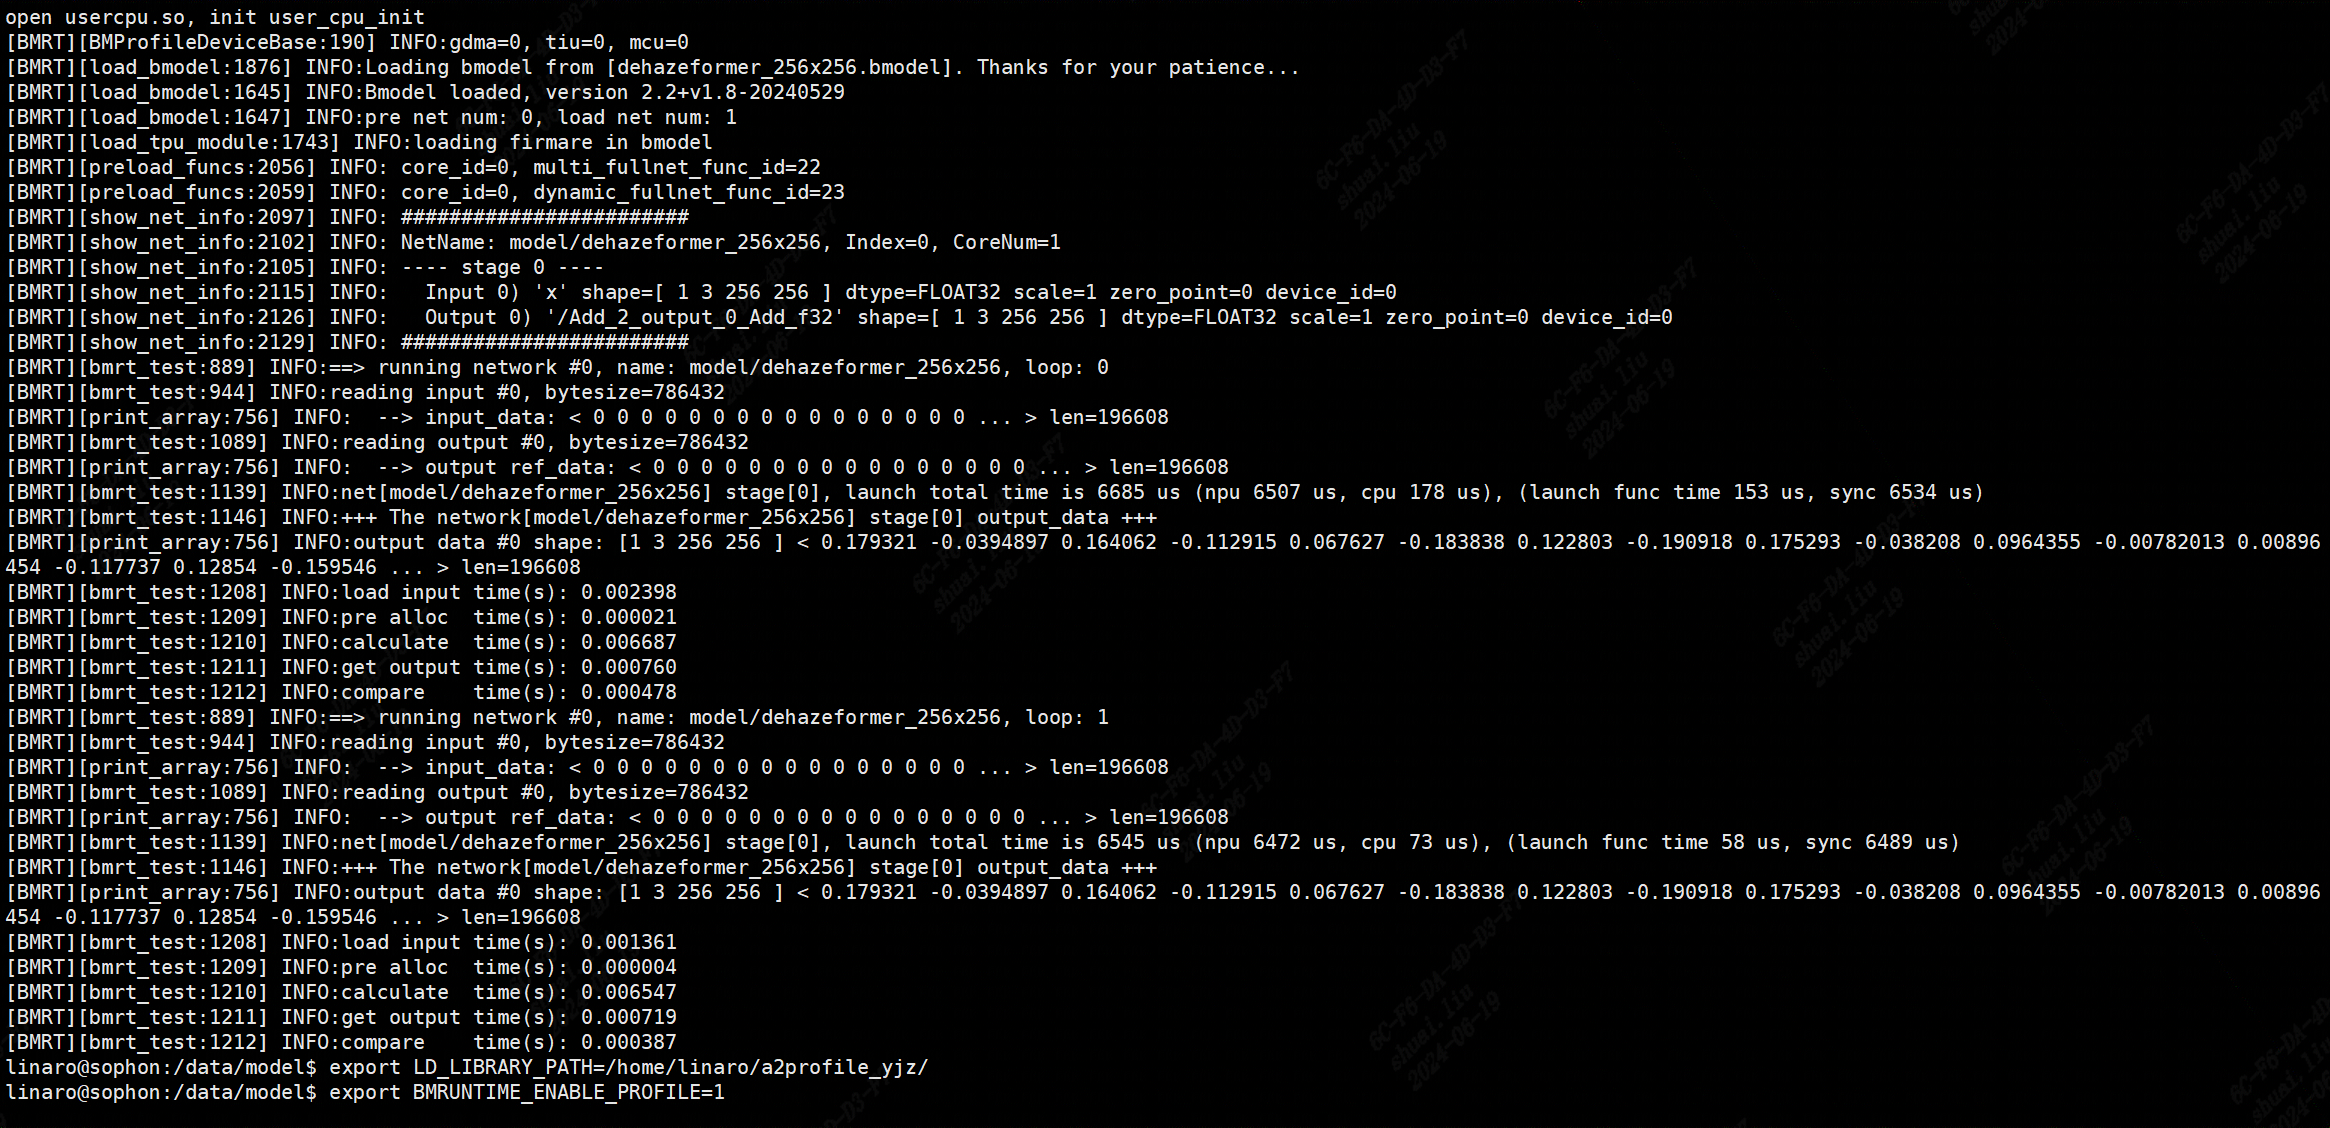 open usercpu.so, init user_cpu_init
[BMRT][BMProfileDeviceBase:190] INFO:gdma=0, tiu=0, mcu=0
[BMRT][load_bmodel:1876] INFO:Loading bmodel from [dehazeformer_256x256.bmodel]. Thanks for your patience...
[BMRT][load_bmodel:1645] INFO:Bmodel loaded, version 2.2+v1.8-20240529
[BMRT][load_bmodel:1647] INFO:pre net num: 0, load net num: 1
[BMRT][load_tpu_module:1743] INFO:loading firmare in bmodel
[BMRT][preload_funcs:2056] INFO: core_id=0, multi_fullnet_func_id=22
[BMRT][preload_funcs:2059] INFO: core_id=0, dynamic_fullnet_func_id=23
[BMRT][show_net_info:2097] INFO: ########################
[BMRT][show_net_info:2102] INFO: NetName: model/dehazeformer_256x256, Index=0, CoreNum=1
[BMRT][show_net_info:2105] INFO: ---- stage 0 ----
[BMRT][show_net_info:2115] INFO:   Input 0) 'x' shape=[ 1 3 256 256 ] dtype=FLOAT32 scale=1 zero_point=0 device_id=0
[BMRT][show_net_info:2126] INFO:   Output 0) '/Add_2_output_0_Add_f32' shape=[ 1 3 256 256 ] dtype=FLOAT32 scale=1 zero_point=0 device_id=0
[BMRT][show_net_info:2129] INFO: ########################
[BMRT][bmrt_test:889] INFO:==> running network #0, name: model/dehazeformer_256x256, loop: 0
[BMRT][bmrt_test:944] INFO:reading input #0, bytesize=786432
[BMRT][print_array:756] INFO:  --> input_data: < 0 0 0 0 0 0 0 0 0 0 0 0 0 0 0 0 ... > len=196608
[BMRT][bmrt_test:1089] INFO:reading output #0, bytesize=786432
[BMRT][print_array:756] INFO:  --> output ref_data: < 0 0 0 0 0 0 0 0 0 0 0 0 0 0 0 0 ... > len=196608
[BMRT][bmrt_test:1139] INFO:net[model/dehazeformer_256x256] stage[0], launch total time is 6685 us (npu 6507 us, cpu 178 us), (launch func time 153 us, sync 6534 us)
[BMRT][bmrt_test:1146] INFO:+++ The network[model/dehazeformer_256x256] stage[0] output_data +++
[BMRT][print_array:756] INFO:output data #0 shape: [1 3 256 256 ] < 0.179321 -0.0394897 0.164062 -0.112915 0.067627 -0.183838 0.122803 -0.190918 0.175293 -0.038208 0.0964355 -0.00782013 0.00896
454 -0.117737 0.12854 -0.159546 ... > len=196608
[BMRT][bmrt_test:1208] INFO:load input time(s): 0.002398
[BMRT][bmrt_test:1209] INFO:pre alloc  time(s): 0.000021
[BMRT][bmrt_test:1210] INFO:calculate  time(s): 0.006687
[BMRT][bmrt_test:1211] INFO:get output time(s): 0.000760
[BMRT][bmrt_test:1212] INFO:compare    time(s): 0.000478
[BMRT][bmrt_test:889] INFO:==> running network #0, name: model/dehazeformer_256x256, loop: 1
[BMRT][bmrt_test:944] INFO:reading input #0, bytesize=786432
[BMRT][print_array:756] INFO:  --> input_data: < 0 0 0 0 0 0 0 0 0 0 0 0 0 0 0 0 ... > len=196608
[BMRT][bmrt_test:1089] INFO:reading output #0, bytesize=786432
[BMRT][print_array:756] INFO:  --> output ref_data: < 0 0 0 0 0 0 0 0 0 0 0 0 0 0 0 0 ... > len=196608
[BMRT][bmrt_test:1139] INFO:net[model/dehazeformer_256x256] stage[0], launch total time is 6545 us (npu 6472 us, cpu 73 us), (launch func time 58 us, sync 6489 us)
[BMRT][bmrt_test:1146] INFO:+++ The network[model/dehazeformer_256x256] stage[0] output_data +++
[BMRT][print_array:756] INFO:output data #0 shape: [1 3 256 256 ] < 0.179321 -0.0394897 0.164062 -0.112915 0.067627 -0.183838 0.122803 -0.190918 0.175293 -0.038208 0.0964355 -0.00782013 0.00896
454 -0.117737 0.12854 -0.159546 ... > len=196608
[BMRT][bmrt_test:1208] INFO:load input time(s): 0.001361
[BMRT][bmrt_test:1209] INFO:pre alloc  time(s): 0.000004
[BMRT][bmrt_test:1210] INFO:calculate  time(s): 0.006547
[BMRT][bmrt_test:1211] INFO:get output time(s): 0.000719
[BMRT][bmrt_test:1212] INFO:compare    time(s): 0.000387
linaro@sophon:/data/model$ export LD_LIBRARY_PATH=/home/linaro/a2profile_yjz/
linaro@sophon:/data/model$ export BMRUNTIME_ENABLE_PROFILE=1
6C-F6-DA-4D-D3-F7
shuai.liu
2024-06-19